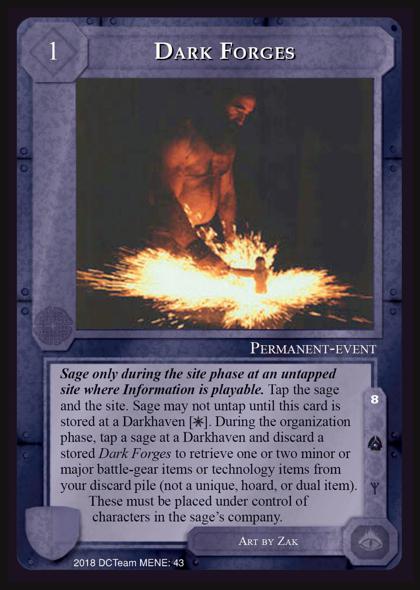 1
DARK FORGES
PERMANENT-EVENT
Sage only during the site phase at an untapped
site where Information is playable. Tap the sage
and the site. Sage may not untap until this card is
8
stored at a Darkhaven [☀]. During the organization
phase, tap a sage at a Darkhaven and discard a
stored Dark Forges to retrieve one or two minor or
major battle-gear items or technology items from
your discard pile (not a unique, hoard, or dual item).
These must be placed under control of
characters in the sage's company.
ART BY ZAK
2018 DCTeam MENE: 43